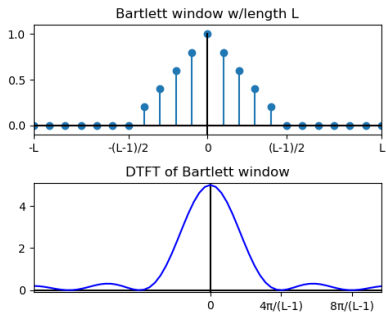 Bartlett window w/length L
1.0
0.5
0.0
-L -(L-1)/2 0 (L-1)/2 L
DTFT of Bartlett window
4
2
0
0 4π/(L-1) 8π/(L-1)